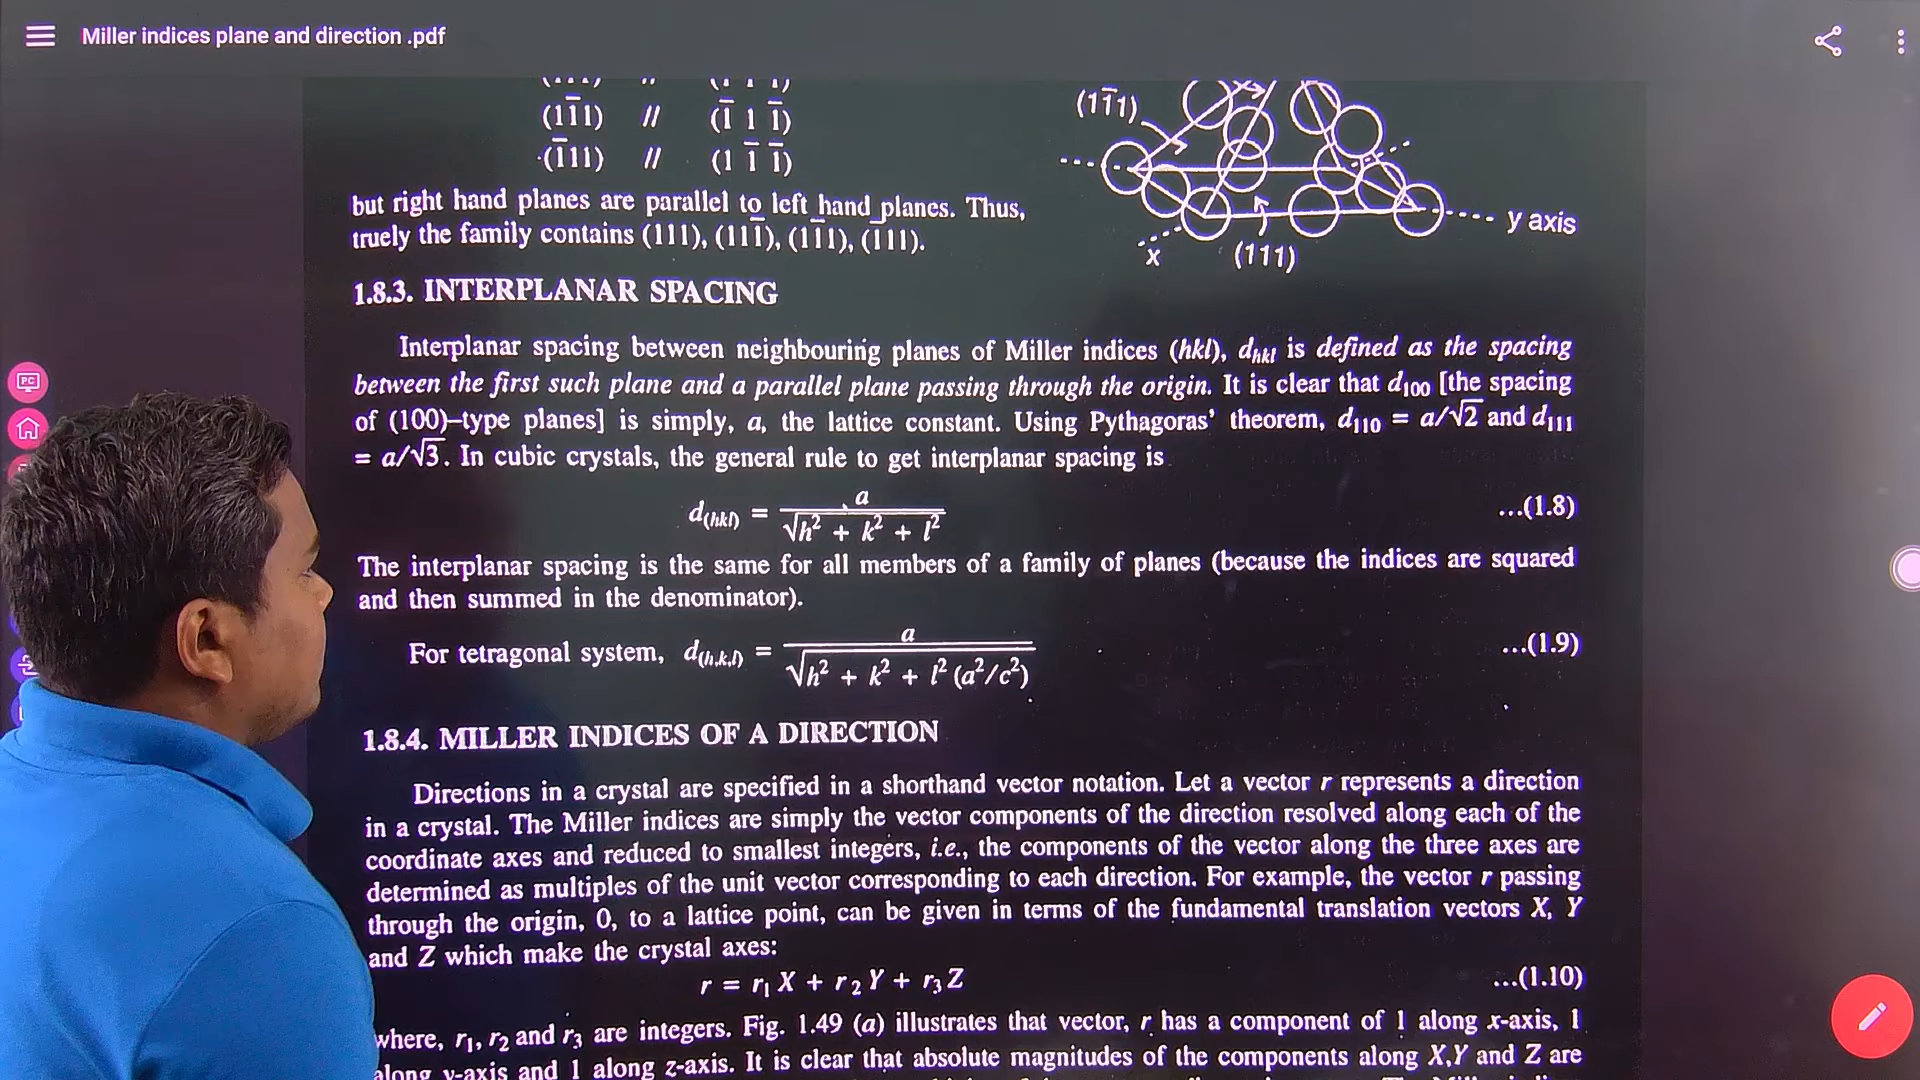 Miller indices plane and direction .pdf
(11̄1) // (1̄ 1 1̄)
(1̄11) // (1 1̄ 1̄)
but right hand planes are parallel to left hand planes. Thus,
truely the family contains (111), (111̄), (11̄1), (1̄11).
(11̄1)
y axis
x
(111)
1.8.3. INTERPLANAR SPACING
Interplanar spacing between neighbouring planes of Miller indices (hkl), dhkl is defined as the spacing
between the first such plane and a parallel plane passing through the origin. It is clear that d100 [the spacing
of (100)–type planes] is simply, a, the lattice constant. Using Pythagoras' theorem, d110 = a/√2 and d111
= a/√3. In cubic crystals, the general rule to get interplanar spacing is
d(hkl) = a / √h² + k² + l² ...(1.8)
The interplanar spacing is the same for all members of a family of planes (because the indices are squared
and then summed in the denominator).
For tetragonal system, d(h,k,l) = a / √h² + k² + l² (a²/c²) ...(1.9)
1.8.4. MILLER INDICES OF A DIRECTION
Directions in a crystal are specified in a shorthand vector notation. Let a vector r represents a direction
in a crystal. The Miller indices are simply the vector components of the direction resolved along each of the
coordinate axes and reduced to smallest integers, i.e., the components of the vector along the three axes are
determined as multiples of the unit vector corresponding to each direction. For example, the vector r passing
through the origin, 0, to a lattice point, can be given in terms of the fundamental translation vectors X, Y
and Z which make the crystal axes:
r = r1 X + r2 Y + r3 Z ...(1.10)
where, r1, r2 and r3 are integers. Fig. 1.49 (a) illustrates that vector, r has a component of 1 along x-axis, 1
along y-axis and 1 along z-axis. It is clear that absolute magnitudes of the components along X,Y and Z are
PC